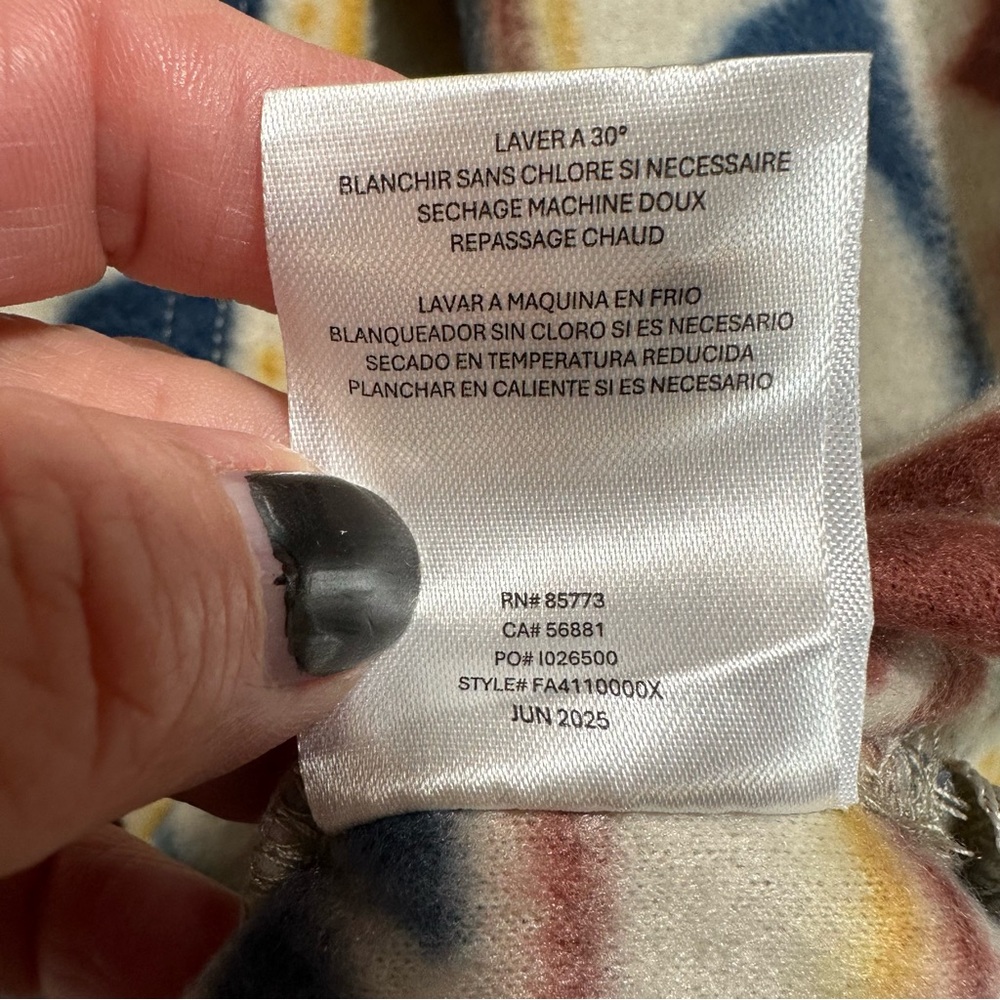 LAVER A 30°
BLANCHIR SANS CHLORE SI NECESSAIRE
SECHAGE MACHINE DOUX
REPASSAGE CHAUD
LAVAR A MAQUINA EN FRIO
BLANQUEADOR SIN CLORO SI ES NECESARIO
SECADO EN TEMPERATURA REDUCIDA
PLANCHAR EN CALIENTE SI ES NECESARIO
RN# 85773
CA# 56881
PO# I026500
STYLE# FA4110000X
JUN 2025